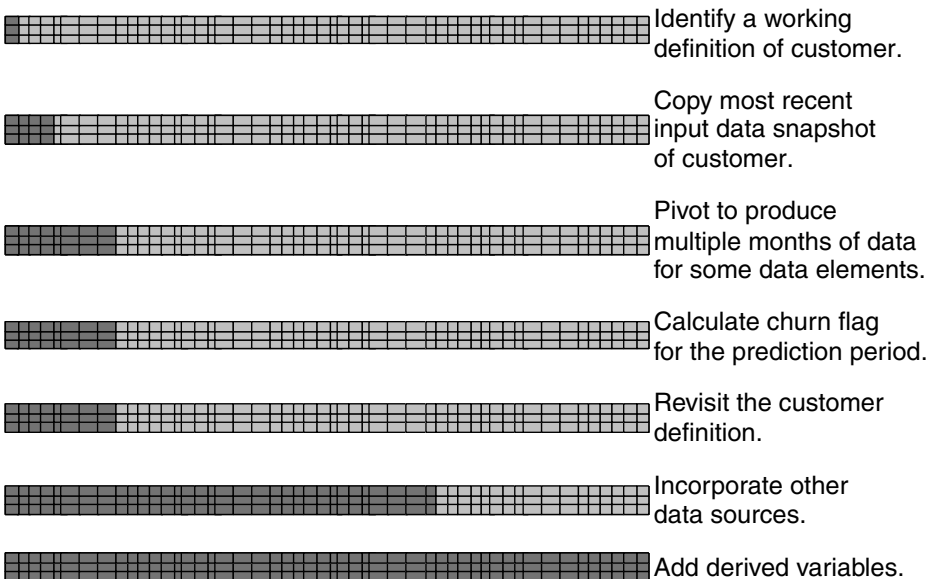 Identify a working
definition of customer.
Copy most recent
input data snapshot
of customer.
Pivot to produce
multiple months of data
for some data elements.
Calculate churn flag
for the prediction period.
Revisit the customer
definition.
Incorporate other
data sources.
Add derived variables.